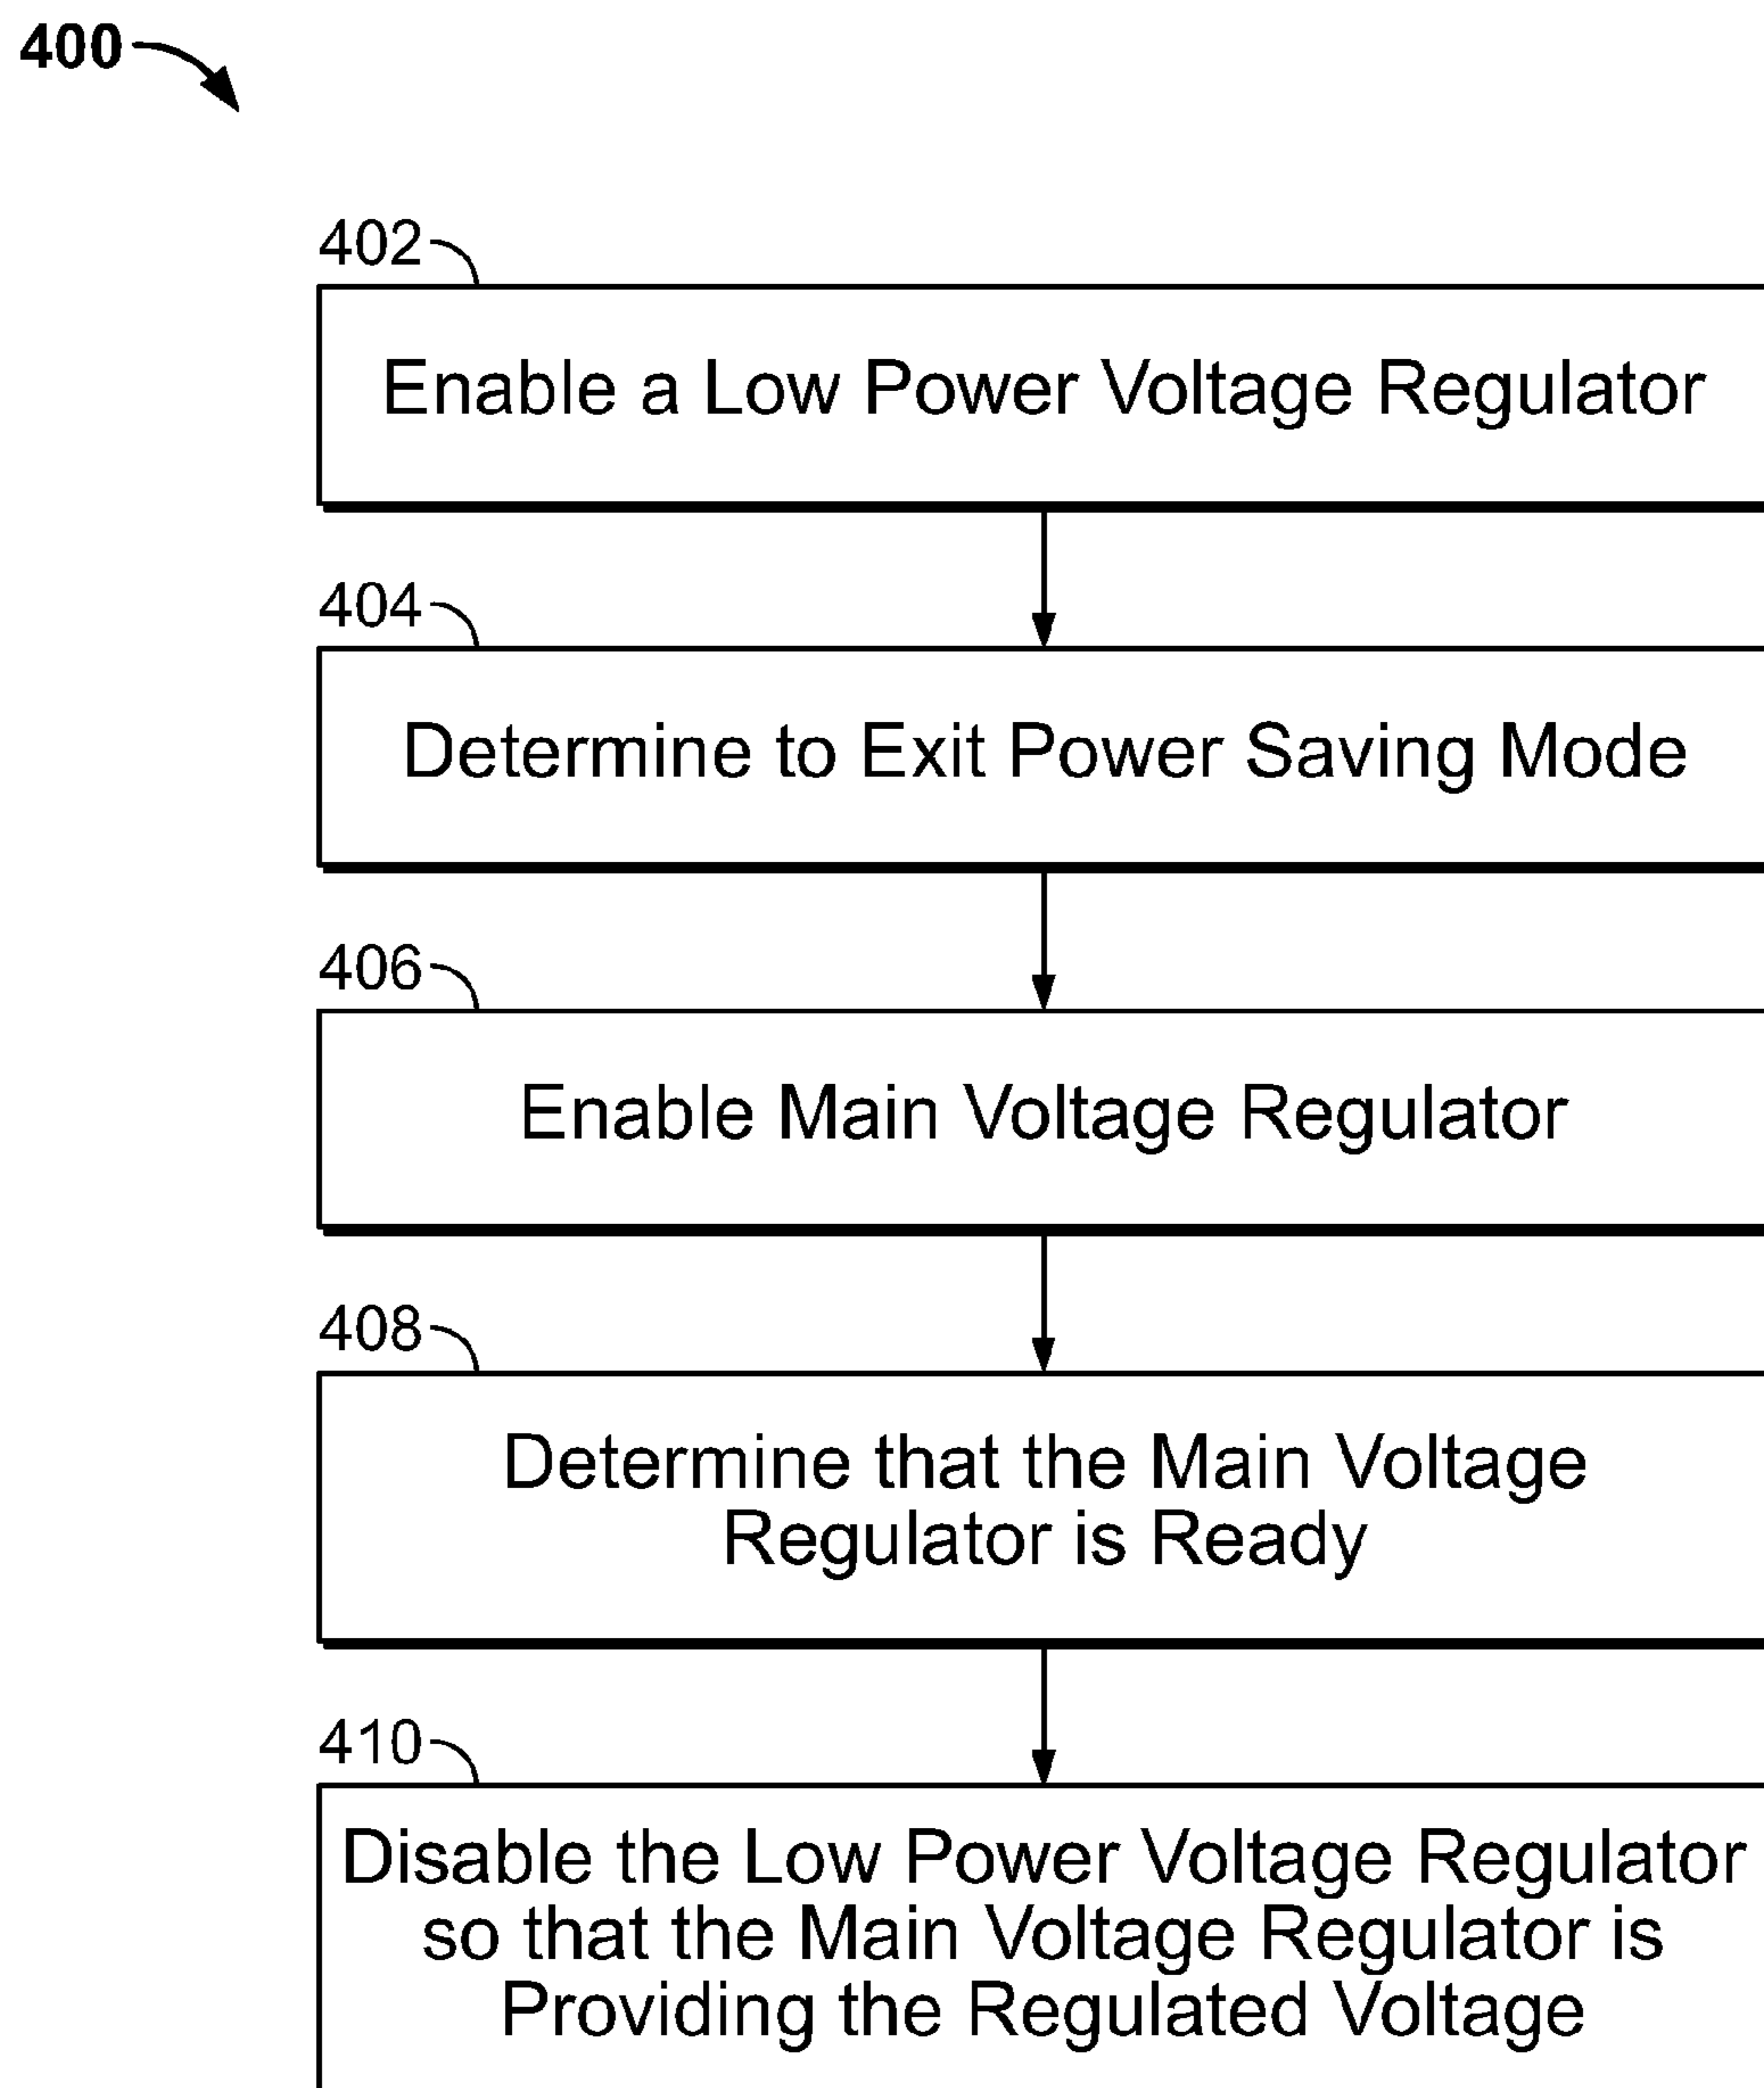 400
402
Enable a Low Power Voltage Regulator
404
Determine to Exit Power Saving Mode
406
Enable Main Voltage Regulator
408
Determine that the Main Voltage
Regulator is Ready
410
Disable the Low Power Voltage Regulator
so that the Main Voltage Regulator is
Providing the Regulated Voltage